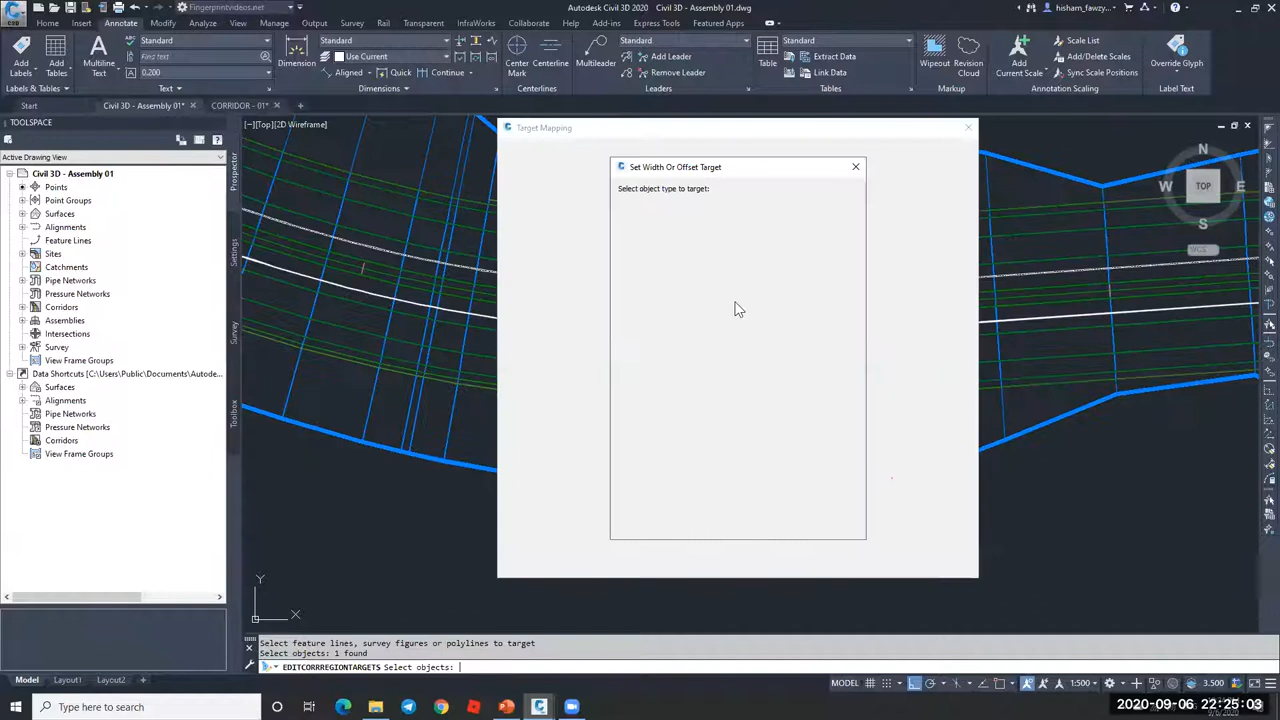 Fingerprintvideos.net
Autodesk Civil 3D 2020 Civil 3D - Assembly 01.dwg
hisham_fawzy...
C3D
Home Insert Annotate Modify Analyze View Manage Output Survey Rail Transparent InfraWorks Collaborate Help Add-ins Express Tools Featured Apps
Add Labels
Add Tables
Labels & Tables
Multiline Text
Standard
Find text
0.200
Text
Dimension
Standard
Use Current
Aligned Quick Continue
Dimensions
Center Mark
Centerline
Centerlines
Multileader
Standard
Add Leader
Remove Leader
Leaders
Table
Standard
Extract Data
Link Data
Tables
Wipeout
Revision Cloud
Markup
Add Current Scale
Scale List
Add/Delete Scales
Sync Scale Positions
Annotation Scaling
Override Glyph
Label Text
Start Civil 3D - Assembly 01* CORRIDOR - 01*
TOOLSPACE
Active Drawing View
Civil 3D - Assembly 01
Points
Point Groups
Surfaces
Alignments
Feature Lines
Sites
Catchments
Pipe Networks
Pressure Networks
Corridors
Assemblies
Intersections
Survey
View Frame Groups
Data Shortcuts [C:\Users\Public\Documents\Autode...
Surfaces
Alignments
Pipe Networks
Pressure Networks
Corridors
View Frame Groups
Prospector
Settings
Survey
Toolbox
[-][Top][2D Wireframe]
Target Mapping
Set Width Or Offset Target
Select object type to target:
N
W TOP E
S
WCS
Y
X
Select feature lines, survey figures or polylines to target
Select objects: 1 found
EDITCORRREGIONTARGETS Select objects:
Model Layout1 Layout2
MODEL 1:500 3.500
Type here to search
2020-09-06 22:25:03